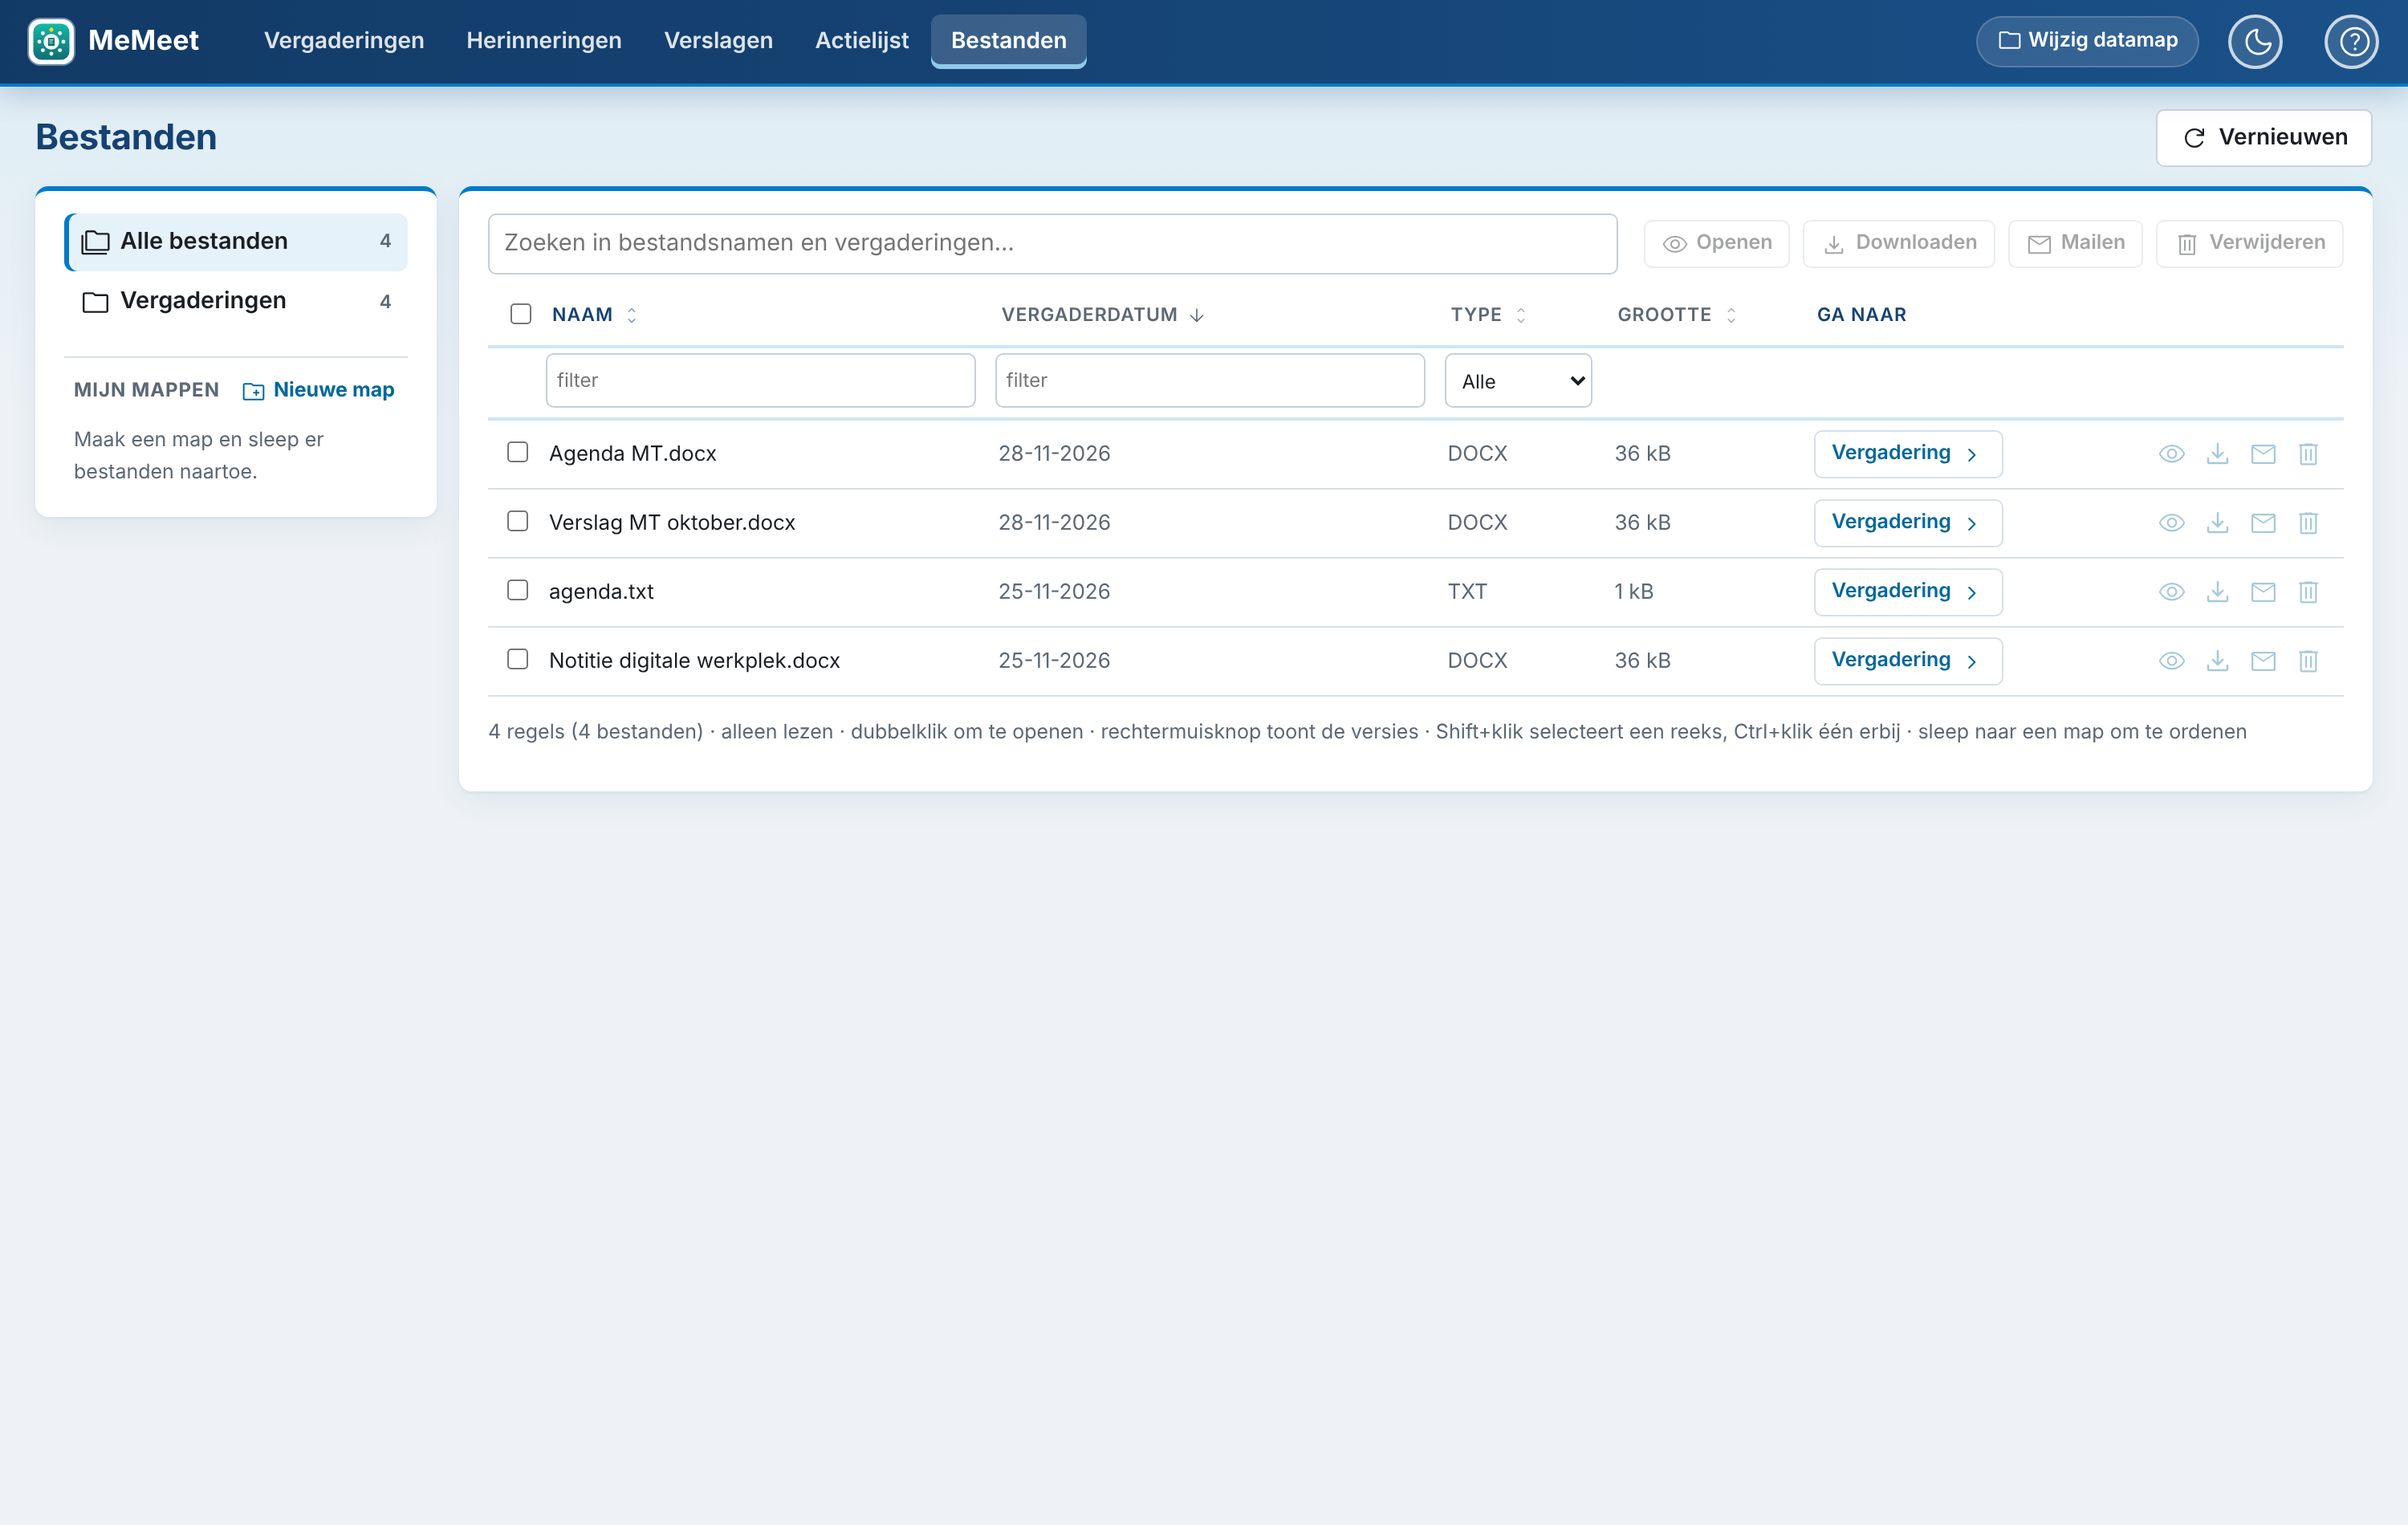 MeMeet Vergaderingen Herinneringen Verslagen Actielijst Bestanden Wijzig datamap
Bestanden Vernieuwen
Alle bestanden 4
Vergaderingen 4
MIJN MAPPEN Nieuwe map
Maak een map en sleep er
bestanden naartoe.
Zoeken in bestandsnamen en vergaderingen... Openen Downloaden Mailen Verwijderen
NAAM VERGADERDATUM TYPE GROOTTE GA NAAR
filter filter Alle
Agenda MT.docx 28-11-2026 DOCX 36 kB Vergadering
Verslag MT oktober.docx 28-11-2026 DOCX 36 kB Vergadering
agenda.txt 25-11-2026 TXT 1 kB Vergadering
Notitie digitale werkplek.docx 25-11-2026 DOCX 36 kB Vergadering
4 regels (4 bestanden) · alleen lezen · dubbelklik om te openen · rechtermuisknop toont de versies · Shift+klik selecteert een reeks, Ctrl+klik één erbij · sleep naar een map om te ordenen